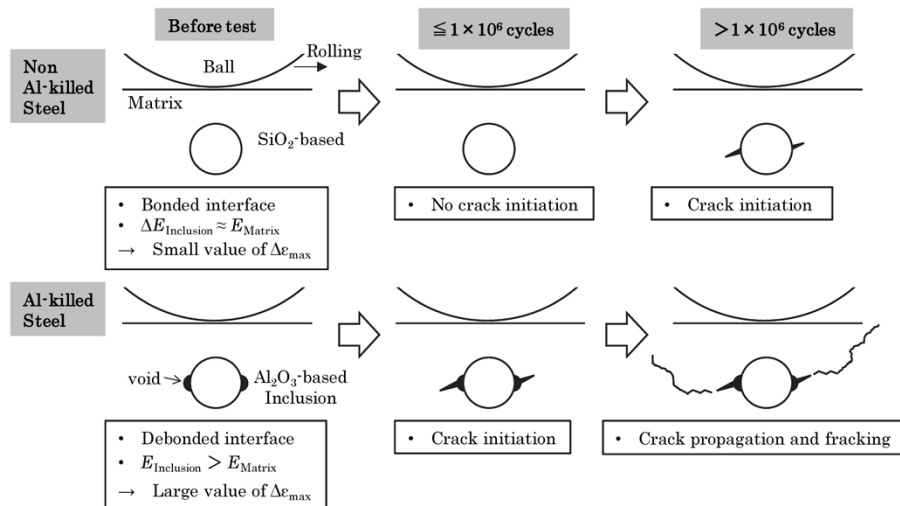 Before test
≦ 1 × 10⁶ cycles
＞1 × 10⁶ cycles
Non
Al-killed
Steel
Ball
Rolling
Matrix
SiO₂-based
• Bonded interface
• ΔE_Inclusion ≈ E_Matrix
→ Small value of Δε_max
• No crack initiation
• Crack initiation
Al-killed
Steel
void
Al₂O₃-based
Inclusion
• Debonded interface
• E_Inclusion > E_Matrix
→ Large value of Δε_max
• Crack initiation
• Crack propagation and fracking